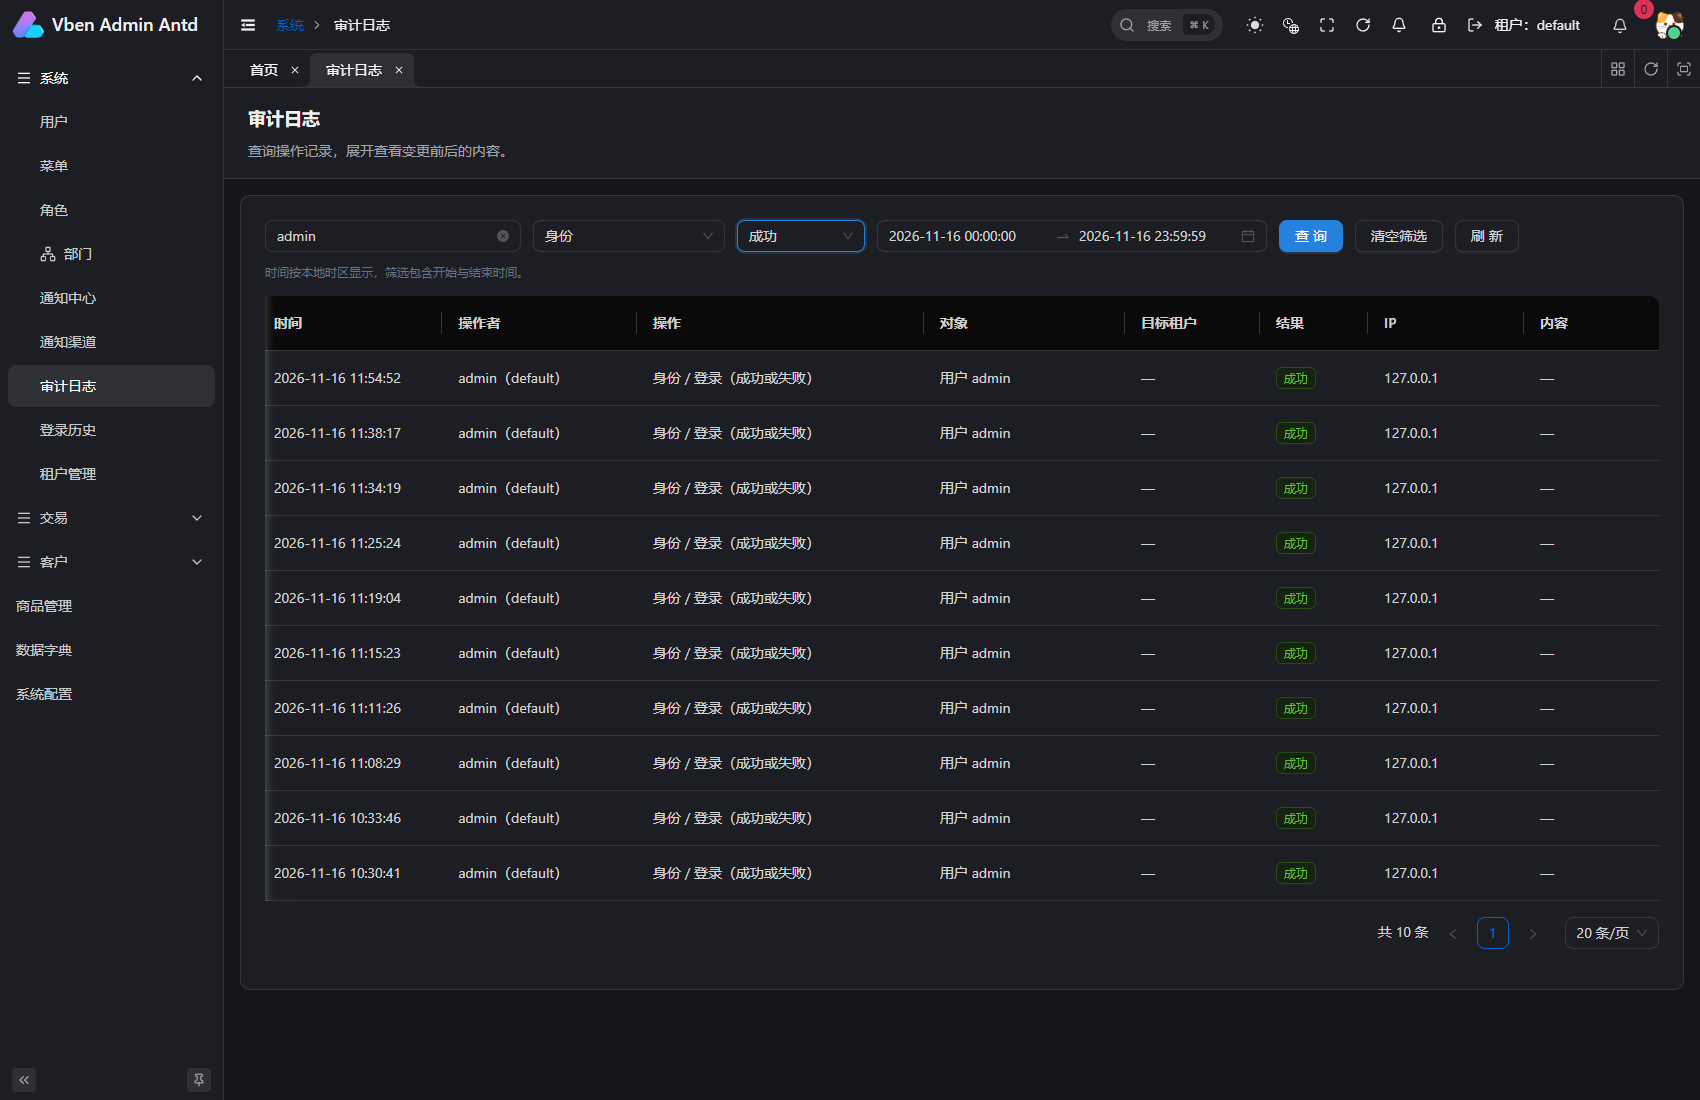 Vben Admin Antd
系统 > 审计日志
搜索 ⌘ K
租户：default
0
首页 ×
审计日志 ×
系统
用户
菜单
角色
部门
通知中心
通知渠道
审计日志
登录历史
租户管理
交易
客户
商品管理
数据字典
系统配置
审计日志
查询操作记录，展开查看变更前后的内容。
admin 身份 成功 2026-11-16 00:00:00 → 2026-11-16 23:59:59 查 询 清空筛选 刷 新
时间按本地时区显示，筛选包含开始与结束时间。
时间 操作者 操作 对象 目标租户 结果 IP 内容
2026-11-16 11:54:52 admin（default） 身份 / 登录（成功或失败） 用户 admin — 成功 127.0.0.1 —
2026-11-16 11:38:17 admin（default） 身份 / 登录（成功或失败） 用户 admin — 成功 127.0.0.1 —
2026-11-16 11:34:19 admin（default） 身份 / 登录（成功或失败） 用户 admin — 成功 127.0.0.1 —
2026-11-16 11:25:24 admin（default） 身份 / 登录（成功或失败） 用户 admin — 成功 127.0.0.1 —
2026-11-16 11:19:04 admin（default） 身份 / 登录（成功或失败） 用户 admin — 成功 127.0.0.1 —
2026-11-16 11:15:23 admin（default） 身份 / 登录（成功或失败） 用户 admin — 成功 127.0.0.1 —
2026-11-16 11:11:26 admin（default） 身份 / 登录（成功或失败） 用户 admin — 成功 127.0.0.1 —
2026-11-16 11:08:29 admin（default） 身份 / 登录（成功或失败） 用户 admin — 成功 127.0.0.1 —
2026-11-16 10:33:46 admin（default） 身份 / 登录（成功或失败） 用户 admin — 成功 127.0.0.1 —
2026-11-16 10:30:41 admin（default） 身份 / 登录（成功或失败） 用户 admin — 成功 127.0.0.1 —
共 10 条 < 1 > 20 条/页